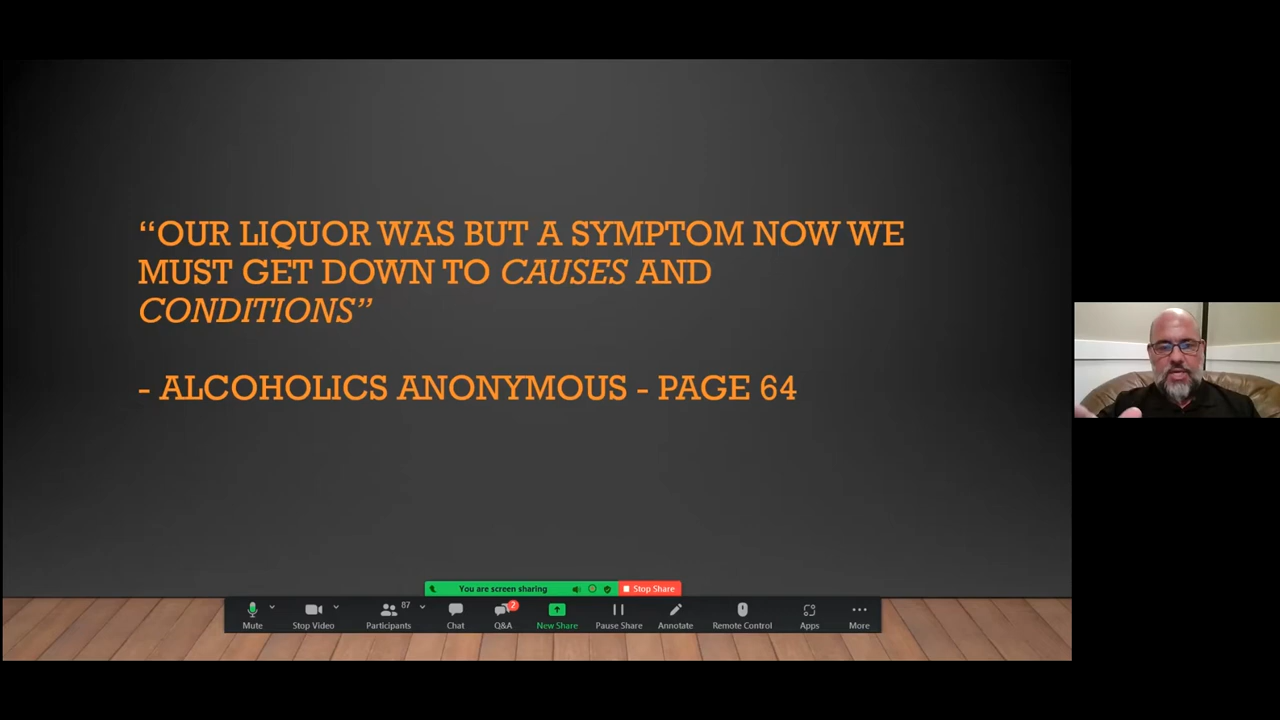 “OUR LIQUOR WAS BUT A SYMPTOM NOW WE
MUST GET DOWN TO CAUSES AND
CONDITIONS”
- ALCOHOLICS ANONYMOUS - PAGE 64
You are screen sharing
Stop Share
Mute
Stop Video
87
Participants
Chat
2
Q&A
New Share
Pause Share
Annotate
Remote Control
Apps
More